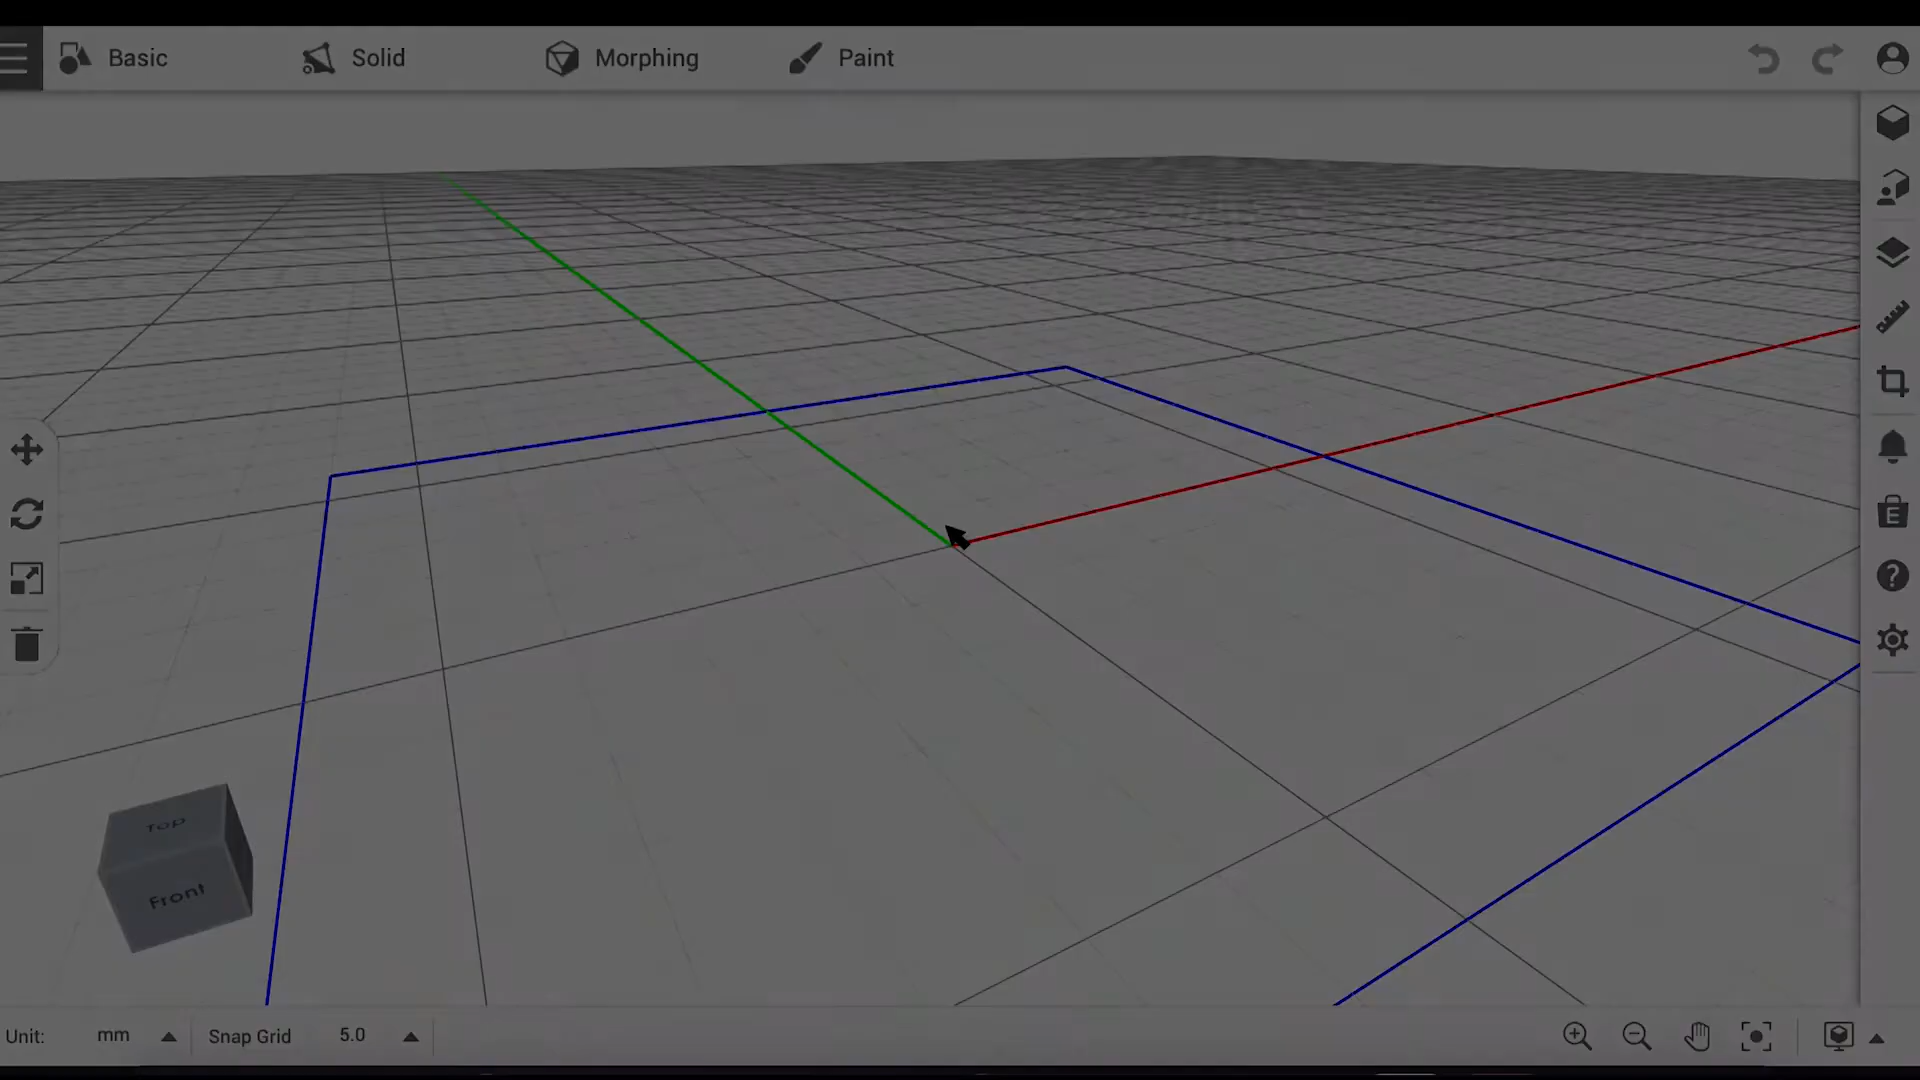 Basic
Solid
Morphing
Paint
E
?
Top
Front
Unit:
mm
Snap Grid
5.0